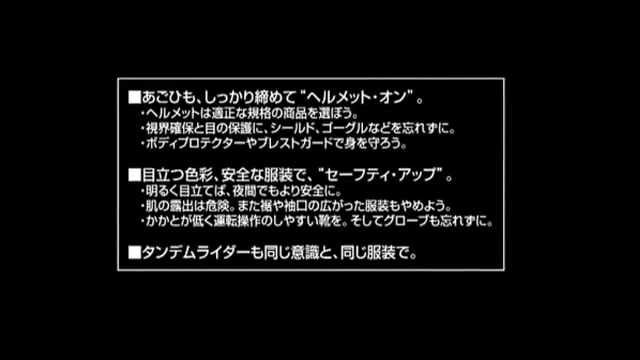 ■あごひも、しっかり締めて“ヘルメット・オン”。
・ヘルメットは適正な規格の商品を選ぼう。
・視界確保と目の保護に、シールド、ゴーグルなどを忘れずに。
・ボディプロテクターやブレストガードで身を守ろう。
■目立つ色彩、安全な服装で、“セーフティ・アップ”。
・明るく目立てば、夜間でもより安全に。
・肌の露出は危険。また裾や袖口の広がった服装もやめよう。
・かかとが低く運転操作のしやすい靴を。そしてグローブも忘れずに。
■タンデムライダーも同じ意識と、同じ服装で。